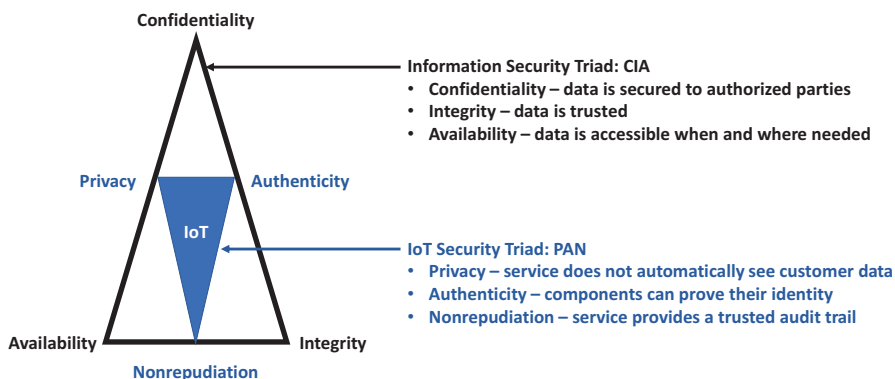 Confidentiality
Information Security Triad: CIA
• Confidentiality – data is secured to authorized parties
• Integrity – data is trusted
• Availability – data is accessible when and where needed
Privacy
Authenticity
IoT
IoT Security Triad: PAN
• Privacy – service does not automatically see customer data
• Authenticity – components can prove their identity
• Nonrepudiation – service provides a trusted audit trail
Availability
Integrity
Nonrepudiation